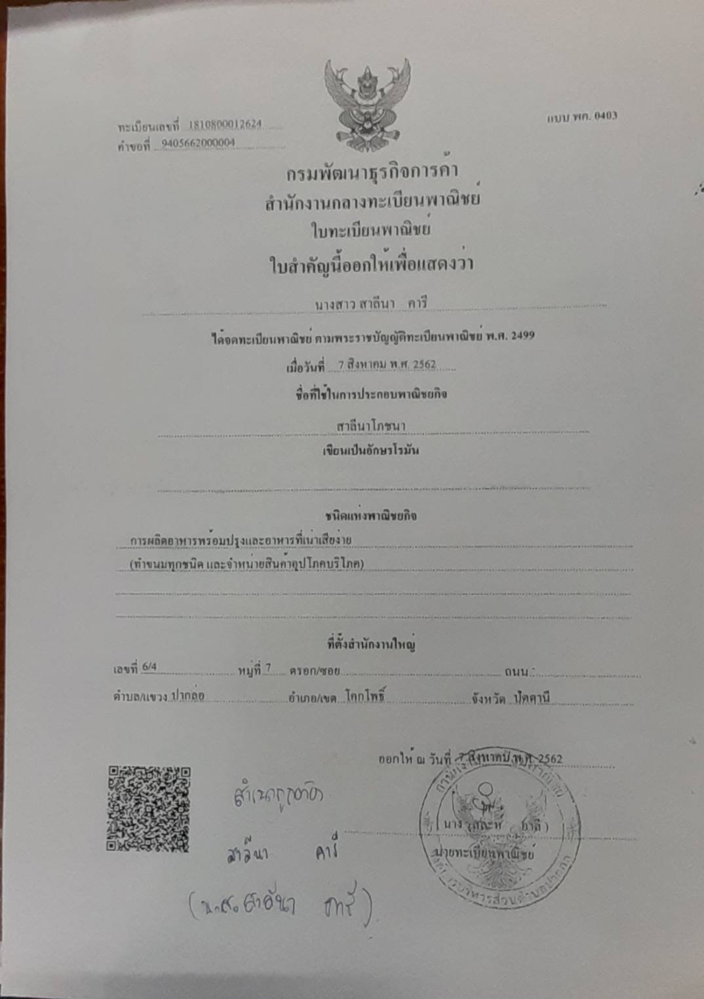 ทะเบียนเลขที่ 1810800012624
คำขอที่ 9405662000004
แบบ พค. 0403
กรมพัฒนาธุรกิจการค้า
สำนักงานกลางทะเบียนพาณิชย์
ใบทะเบียนพาณิชย์
ใบสำคัญนี้ออกให้เพื่อแสดงว่า
นางสาว สาลีนา คารี
ได้จดทะเบียนพาณิชย์ ตามพระราชบัญญัติทะเบียนพาณิชย์ พ.ศ. 2499
เมื่อวันที่ 7 สิงหาคม พ.ศ. 2562
ชื่อที่ใช้ในการประกอบพาณิชยกิจ
สาลีนาโภชนา
เขียนเป็นอักษรโรมัน
ชนิดแห่งพาณิชยกิจ
การผลิตอาหารพร้อมปรุงและอาหารที่เน่าเสียง่าย
(ทำขนมทุกชนิด และจำหน่ายสินค้าอุปโภคบริโภค)
ที่ตั้งสำนักงานใหญ่
เลขที่ 6/4 หมู่ที่ 7 ตรอก/ซอย ถนน -
ตำบล/แขวง ปากล่อ อำเภอ/เขต โคกโพธิ์ จังหวัด ปัตตานี
ออกให้ ณ วันที่ 7 สิงหาคม พ.ศ. 2562
สำเนาถูกต้อง
(นาง
นายทะเบียนพาณิชย์
สาลีนา คารี
(น.ส. สาลีนา คารี)